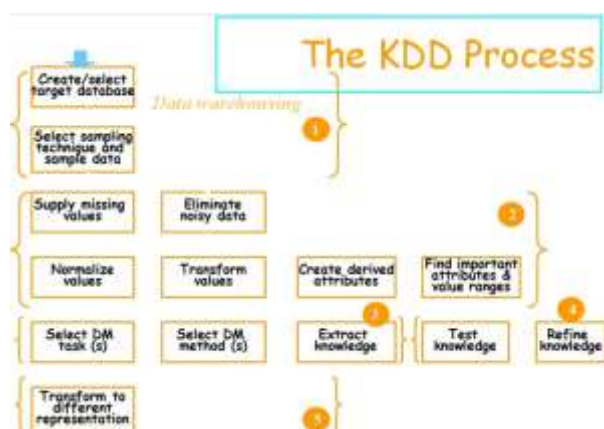 The KDD Process
Create/select
target database
Data warehousing
1
Select sampling
technique and
sample data
Supply missing
values
Eliminate
noisy data
2
Normalize
values
Transform
values
Create derived
attributes
Find important
attributes &
value ranges
3
4
Select DM
task (s)
Select DM
method (s)
Extract
knowledge
Test
knowledge
Refine
knowledge
Transform to
different
representation
5